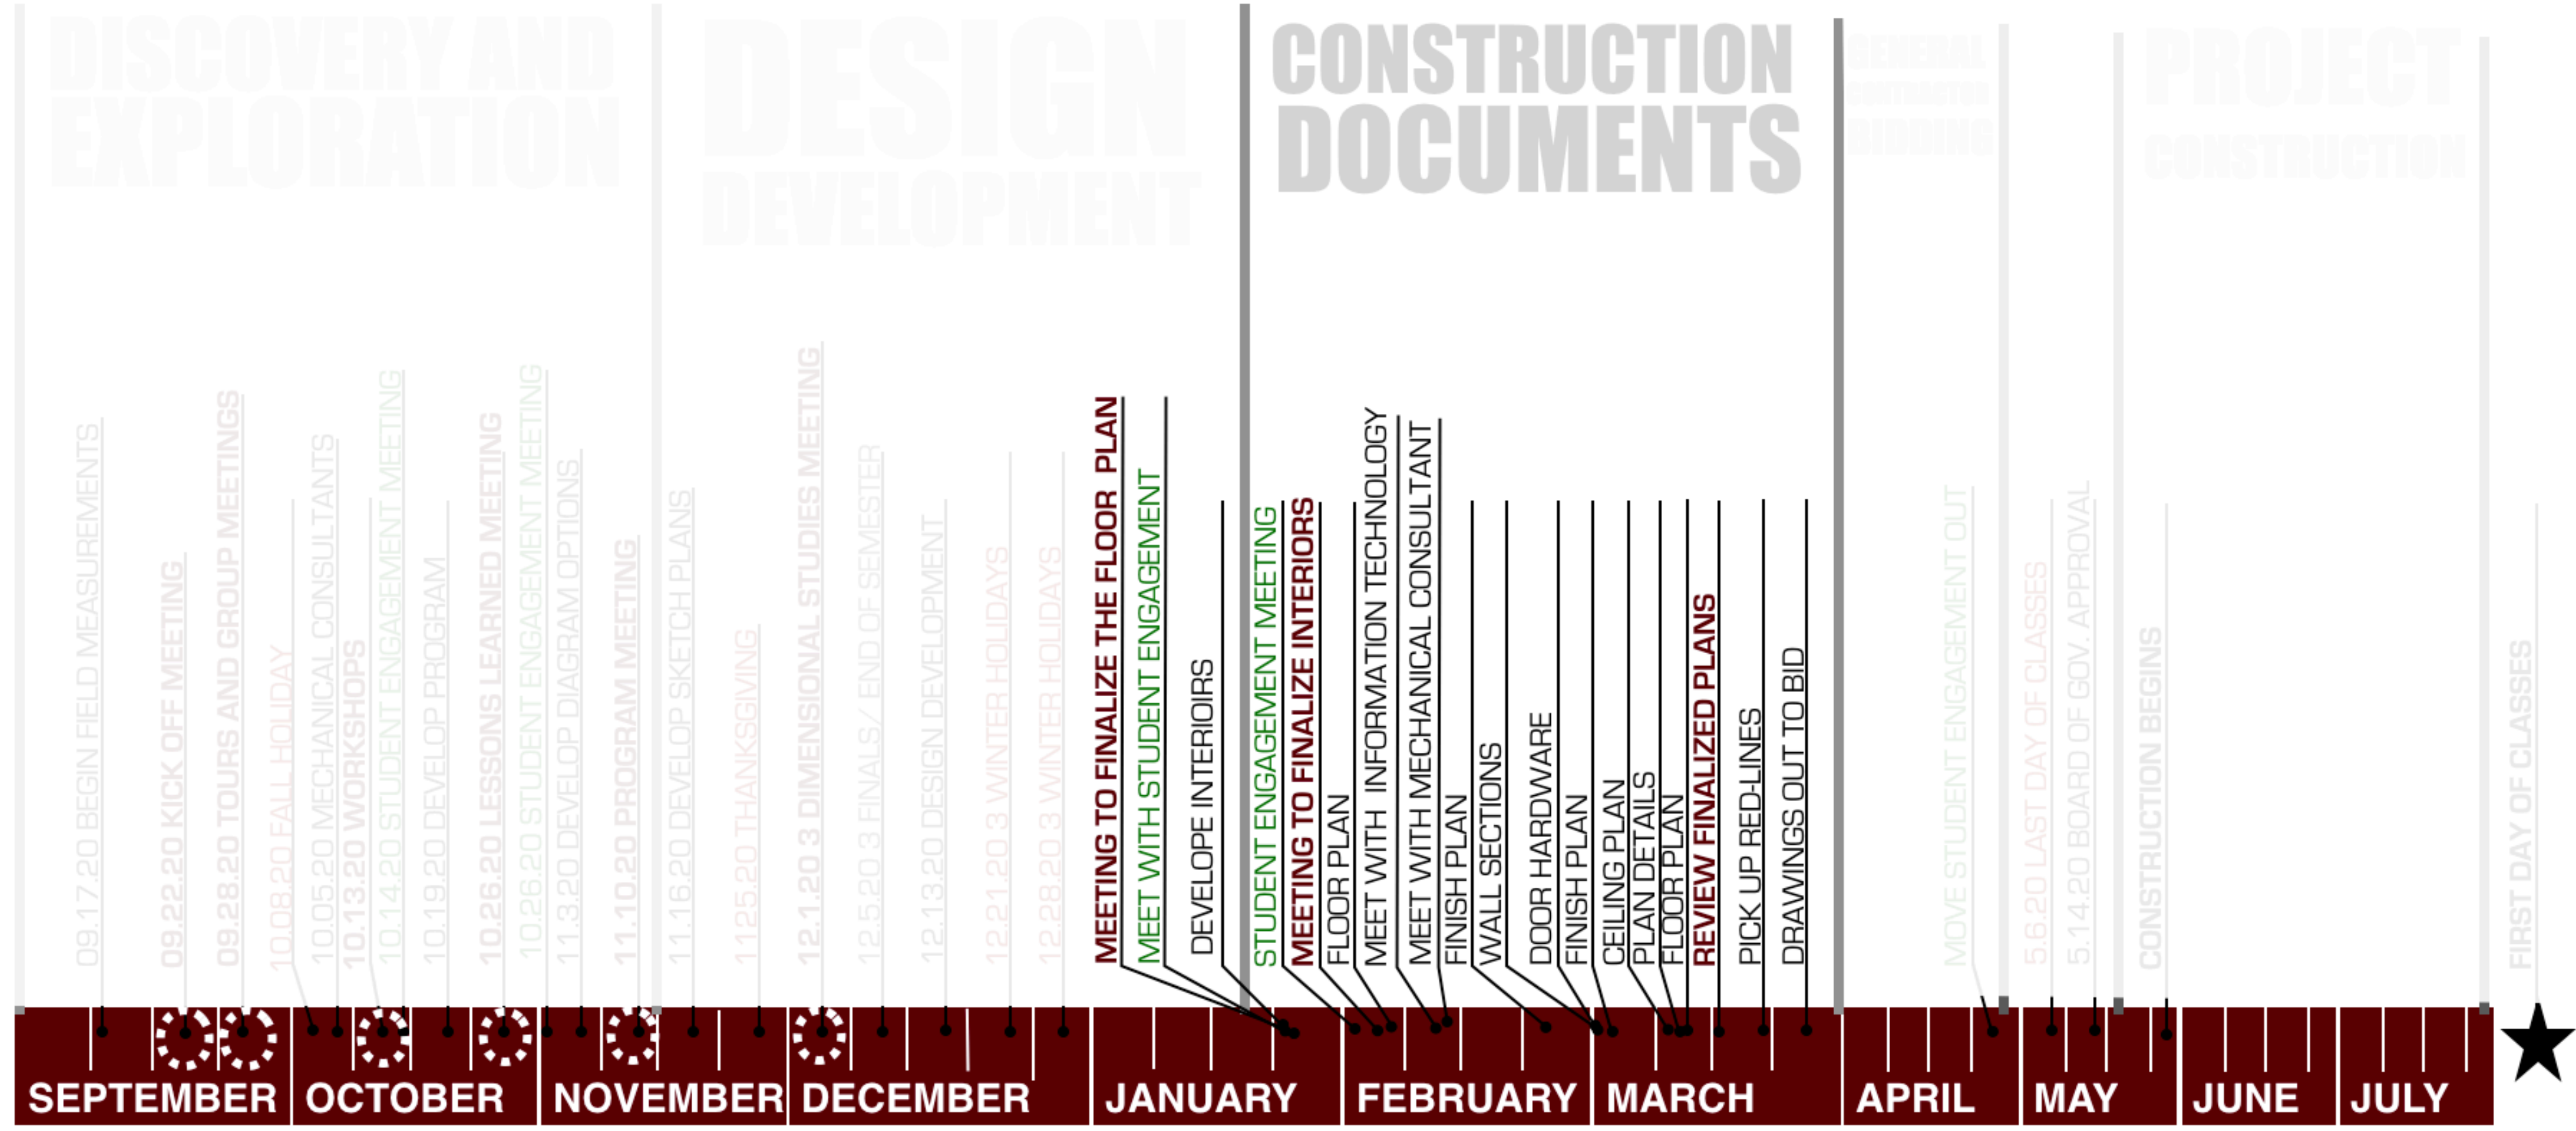 DISCOVERY AND
EXPLORATION
DESIGN
DEVELOPMENT
CONSTRUCTION
DOCUMENTS
GENERAL
CONTRACTOR
BIDDING
PROJECT
CONSTRUCTION
09.17.20 BEGIN FIELD MEASUREMENTS
09.22.20 KICK OFF MEETING
09.28.20 TOURS AND GROUP MEETINGS
10.08.20 FALL HOLIDAY
10.05.20 MECHANICAL CONSULTANTS
10.13.20 WORKSHOPS
10.14.20 STUDENT ENGAGEMENT MEETING
10.19.20 DEVELOP PROGRAM
10.26.20 LESSONS LEARNED MEETING
10.26.20 STUDENT ENGAGEMENT MEETING
11.3.20 DEVELOP DIAGRAM OPTIONS
11.10.20 PROGRAM MEETING
11.16.20 DEVELOP SKETCH PLANS
1125.20 THANKSGIVING
12.1.20 3 DIMENSIONAL STUDIES MEETING
12.5.20 3 FINALS/ END OF SEMESTER
12.13.20 DESIGN DEVELOPMENT
12.21.20 3 WINTER HOLIDAYS
12.28.20 3 WINTER HOLIDAYS
MEETING TO FINALIZE THE FLOOR PLAN
MEET WITH STUDENT ENGAGEMENT
DEVELOPE INTERIOIRS
STUDENT ENGAGEMENT MEETING
MEETING TO FINALIZE INTERIORS
FLOOR PLAN
MEET WITH INFORMATION TECHNOLOGY
MEET WITH MECHANICAL CONSULTANT
FINISH PLAN
WALL SECTIONS
DOOR HARDWARE
FINISH PLAN
CEILING PLAN
PLAN DETAILS
FLOOR PLAN
REVIEW FINALIZED PLANS
PICK UP RED-LINES
DRAWINGS OUT TO BID
MOVE STUDENT ENGAGEMENT OUT
5.6.20 LAST DAY OF CLASSES
5.14.20 BOARD OF GOV. APPROVAL
CONSTRUCTION BEGINS
FIRST DAY OF CLASSES
SEPTEMBER
OCTOBER
NOVEMBER
DECEMBER
JANUARY
FEBRUARY
MARCH
APRIL
MAY
JUNE
JULY